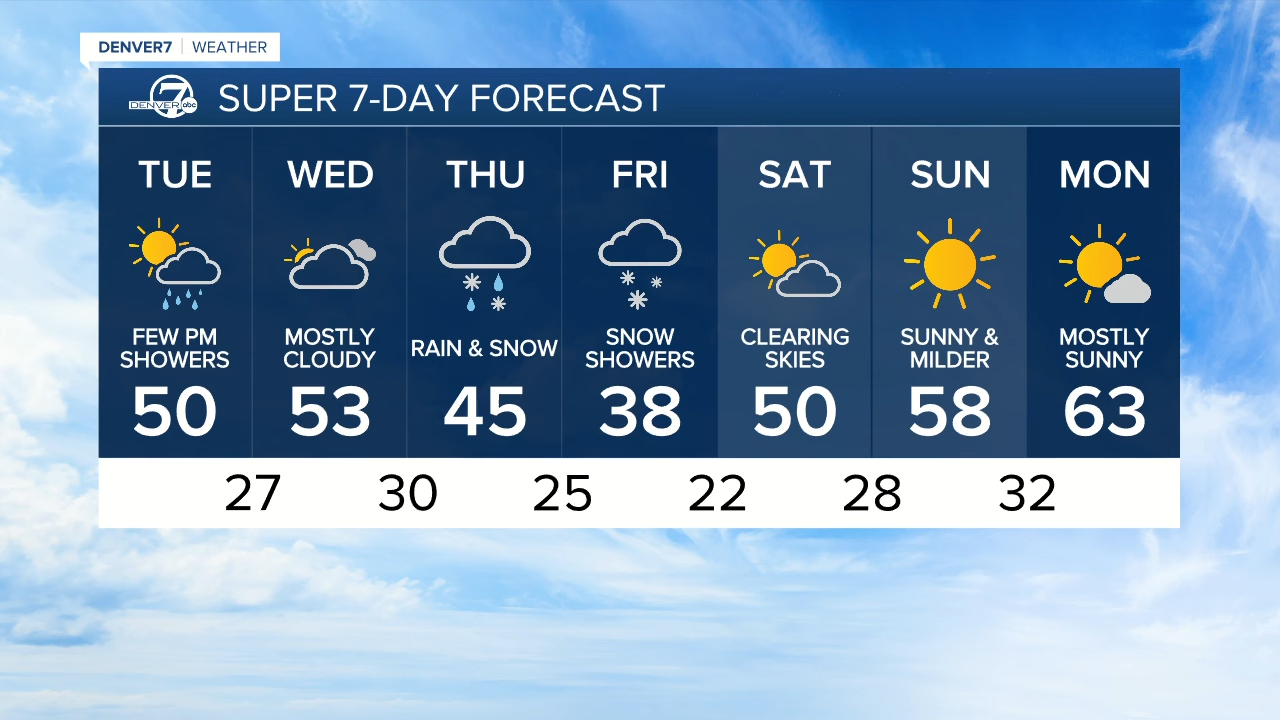 DENVER7 | WEATHER
7
DENVER abc
SUPER 7-DAY FORECAST
TUE WED THU FRI SAT SUN MON
FEW PM
SHOWERS
MOSTLY
CLOUDY
RAIN & SNOW
SNOW
SHOWERS
CLEARING
SKIES
SUNNY &
MILDER
MOSTLY
SUNNY
50 53 45 38 50 58 63
27 30 25 22 28 32